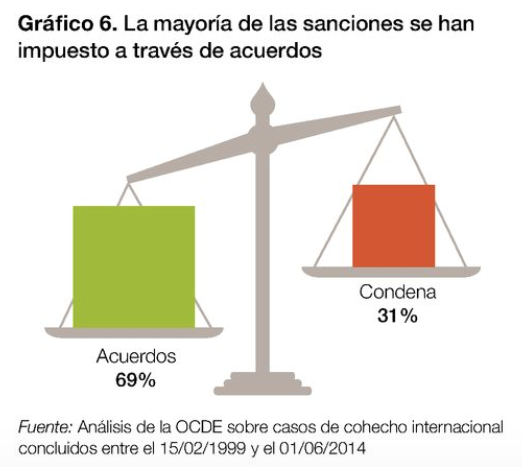 Gráfico 6. La mayoría de las sanciones se han
impuesto a través de acuerdos
Condena
31%
Acuerdos
69%
Fuente: Análisis de la OCDE sobre casos de cohecho internacional
concluidos entre el 15/02/1999 y el 01/06/2014